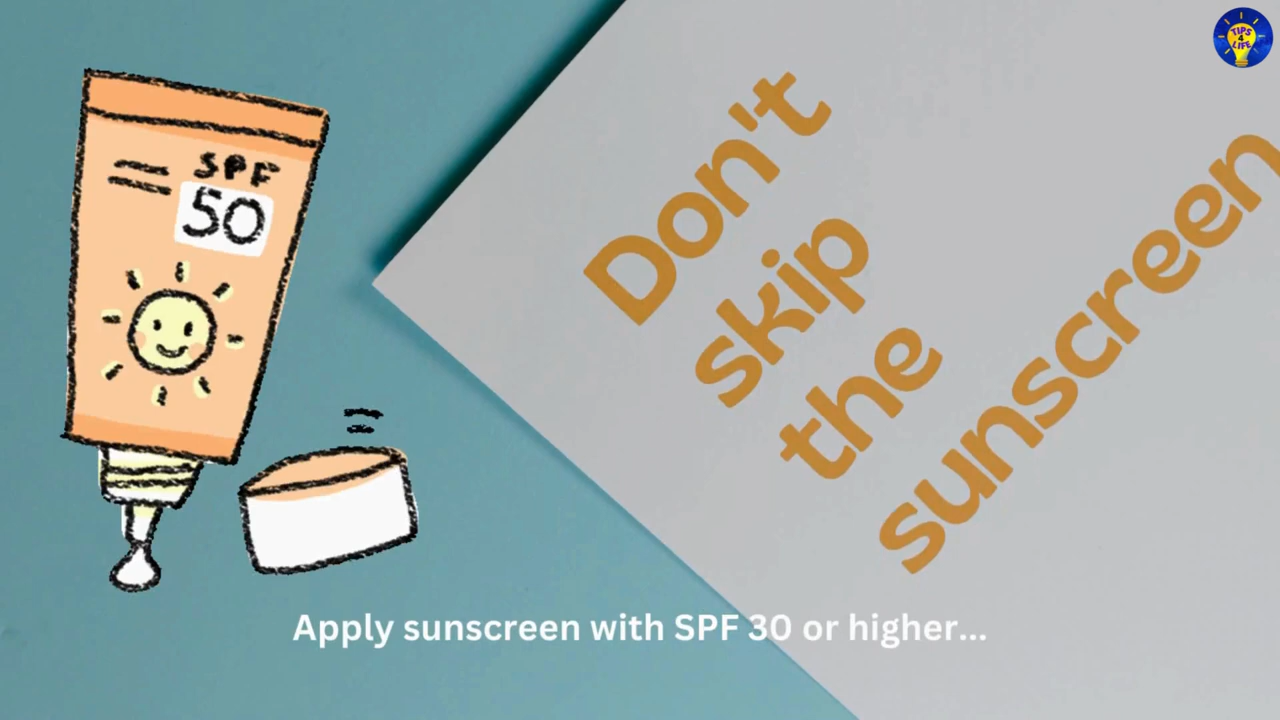 TIPS
4
LIFE
SPF
50
Don't
skip
the
sunscreen
Apply sunscreen with SPF 30 or higher...